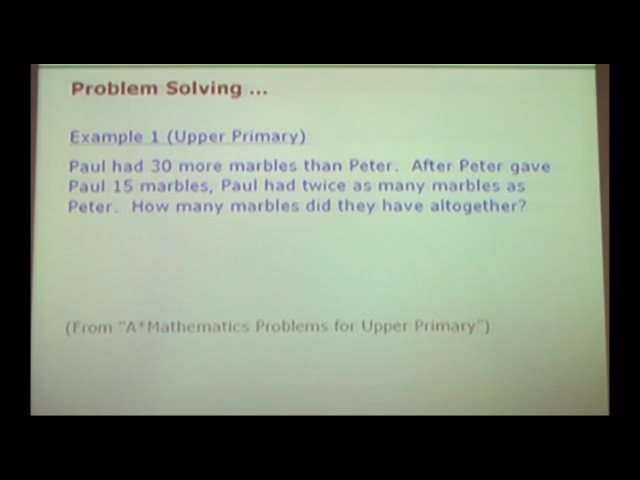 Problem Solving ...
Example 1 (Upper Primary)
Paul had 30 more marbles than Peter. After Peter gave
Paul 15 marbles, Paul had twice as many marbles as
Peter. How many marbles did they have altogether?
(From "A*Mathematics Problems for Upper Primary")